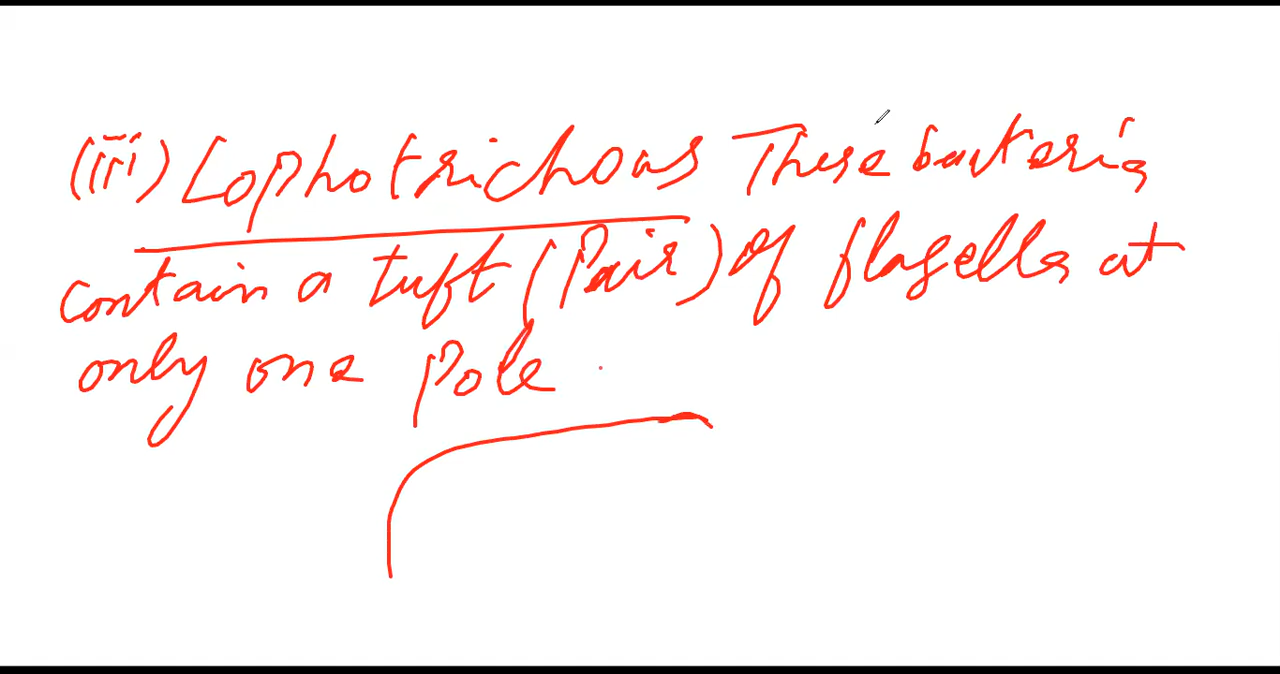 (iii) Lophotrichous These bacteria
contain a tuft (Pair) of flagella at
only one pole.